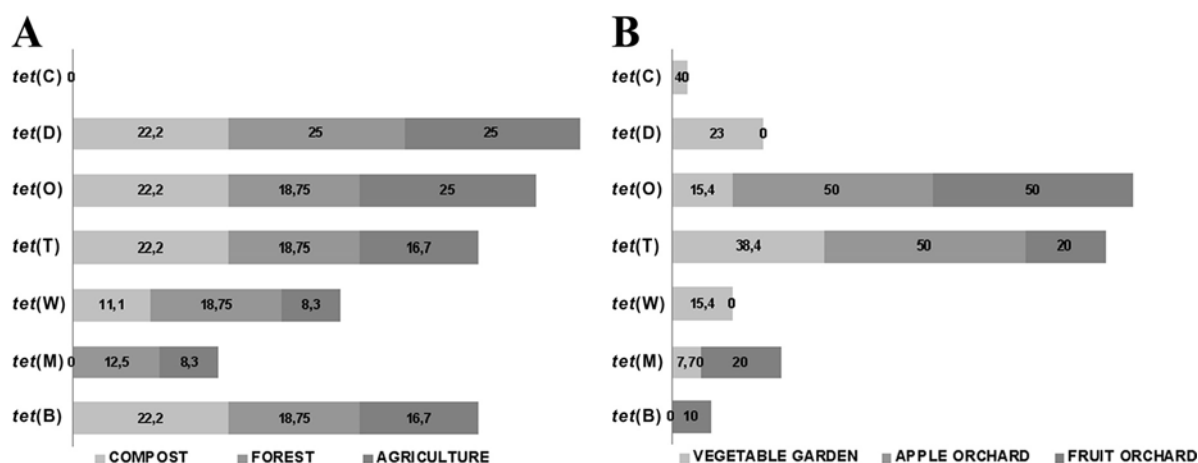 A
tet(C) 0
tet(D) 22,2 25 25
tet(O) 22,2 18,75 25
tet(T) 22,2 18,75 16,7
tet(W) 11,1 18,75 8,3
tet(M) 0 12,5 8,3
tet(B) 22,2 18,75 16,7
COMPOST FOREST AGRICULTURE
B
tet(C) 40
tet(D) 23 0
tet(O) 15,4 50 50
tet(T) 38,4 50 20
tet(W) 15,4 0
tet(M) 7,70 20
tet(B) 0 10
VEGETABLE GARDEN APPLE ORCHARD FRUIT ORCHARD